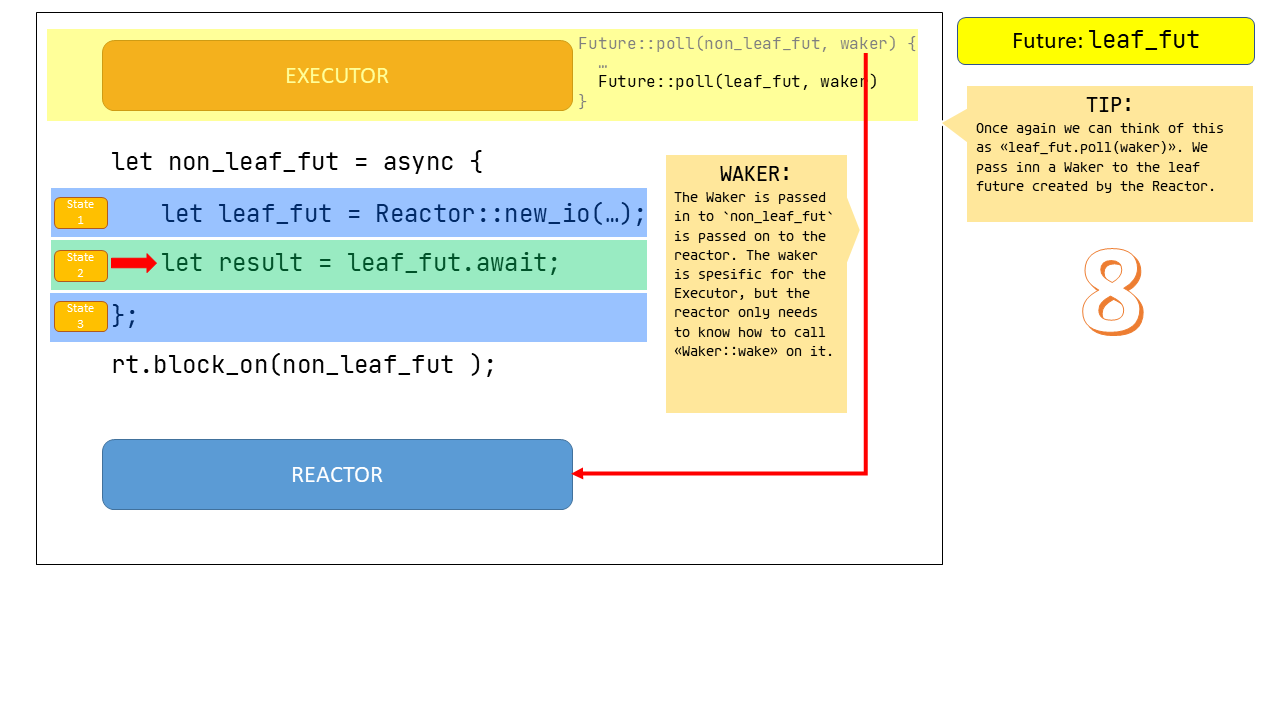 EXECUTOR
Future::poll(non_leaf_fut, waker) {
…
Future::poll(leaf_fut, waker)
}
let non_leaf_fut = async {
State
1
let leaf_fut = Reactor::new_io(…);
State
2
let result = leaf_fut.await;
State
3
};
rt.block_on(non_leaf_fut );
REACTOR
WAKER:
The Waker is passed
in to `non_leaf_fut`
is passed on to the
reactor. The waker
is spesific for the
Executor, but the
reactor only needs
to know how to call
«Waker::wake» on it.
Future: leaf_fut
TIP:
Once again we can think of this
as «leaf_fut.poll(waker)». We
pass inn a Waker to the leaf
future created by the Reactor.
8